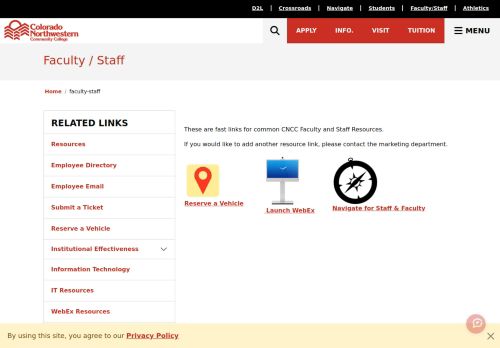 D2L | Crossroads | Navigate | Students | Faculty/Staff | Athletics
Colorado
Northwestern
Community College
APPLY INFO. VISIT TUITION MENU
Faculty / Staff
Home / faculty-staff
RELATED LINKS
Resources
Employee Directory
Employee Email
Submit a Ticket
Reserve a Vehicle
Institutional Effectiveness
Information Technology
IT Resources
WebEx Resources
These are fast links for common CNCC Faculty and Staff Resources.
If you would like to add another resource link, please contact the marketing department.
Reserve a Vehicle
Launch WebEx
Navigate for Staff & Faculty
By using this site, you agree to our Privacy Policy